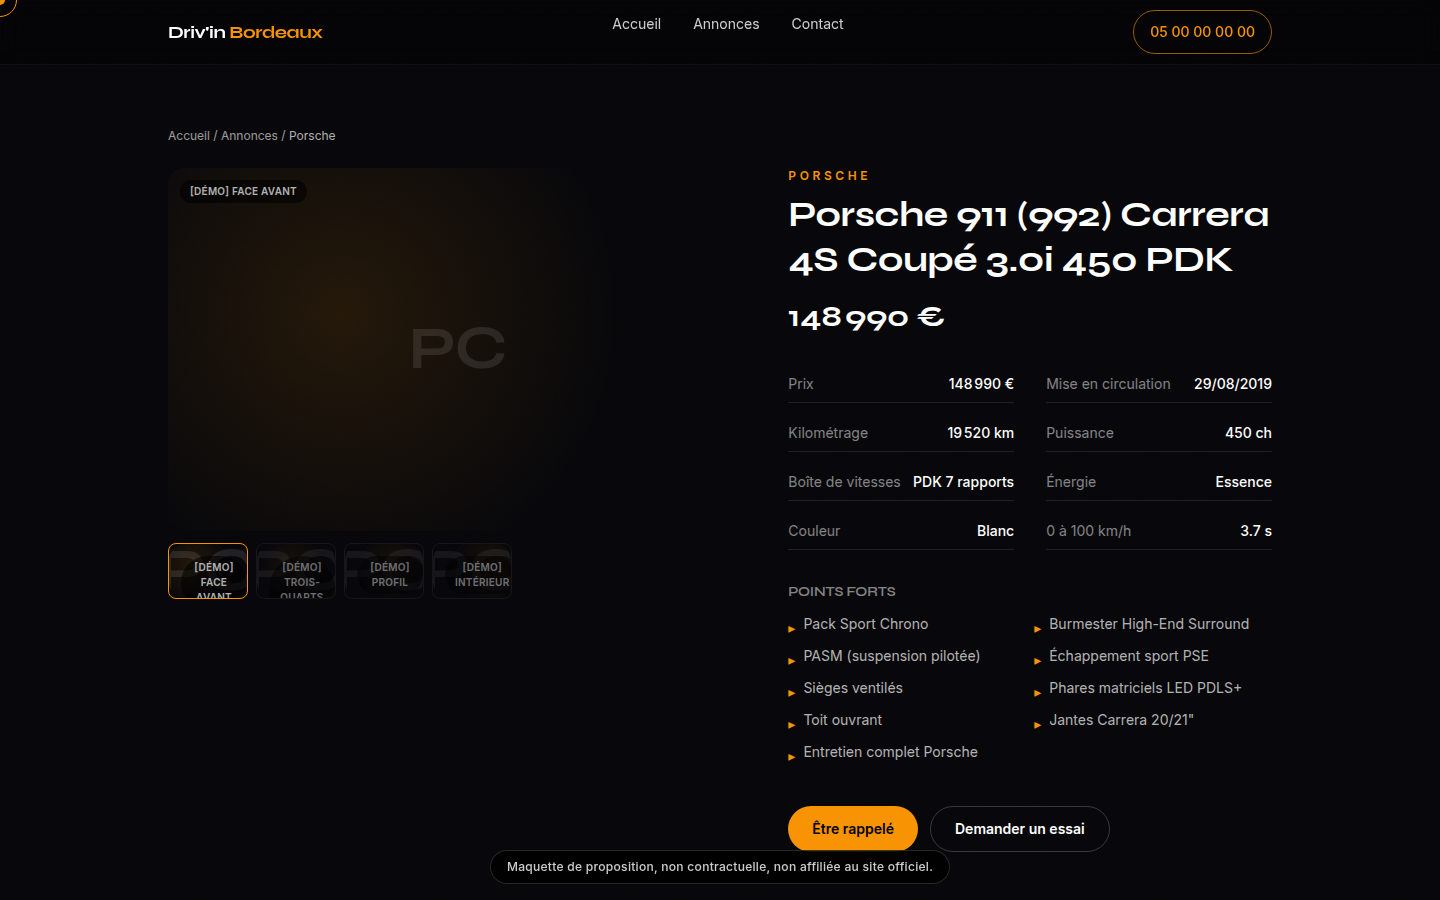 Driv'in Bordeaux
Accueil
Annonces
Contact
05 00 00 00 00
Accueil / Annonces / Porsche
[DÉMO] FACE AVANT
PC
[DÉMO]
FACE
AVANT
[DÉMO]
TROIS-
QUARTS
[DÉMO]
PROFIL
[DÉMO]
INTÉRIEUR
PORSCHE
Porsche 911 (992) Carrera
4S Coupé 3.0i 450 PDK
148 990 €
Prix 148 990 €
Mise en circulation 29/08/2019
Kilométrage 19 520 km
Puissance 450 ch
Boîte de vitesses PDK 7 rapports
Énergie Essence
Couleur Blanc
0 à 100 km/h 3.7 s
POINTS FORTS
▸ Pack Sport Chrono
▸ Burmester High-End Surround
▸ PASM (suspension pilotée)
▸ Échappement sport PSE
▸ Sièges ventilés
▸ Phares matriciels LED PDLS+
▸ Toit ouvrant
▸ Jantes Carrera 20/21"
▸ Entretien complet Porsche
Être rappelé
Demander un essai
Maquette de proposition, non contractuelle, non affiliée au site officiel.